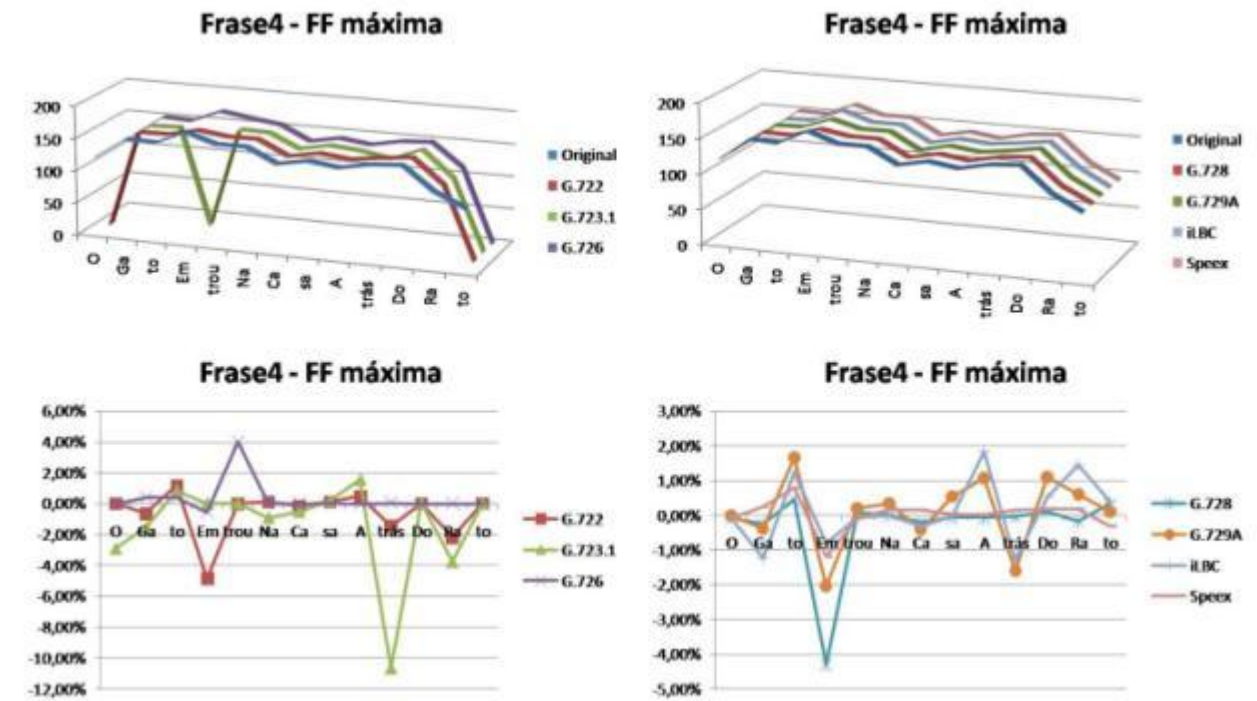 Frase4 - FF máxima
200
150
100
50
0
O
Ga
to
Em
trou
Na
Ca
sa
A
trás
Do
Ra
to
Original
G.722
G.723.1
G.726
Frase4 - FF máxima
200
150
100
50
0
O
Ga
to
Em
trou
Na
Ca
sa
A
trás
Do
Ra
to
Original
G.728
G.729A
iLBC
Speex
Frase4 - FF máxima
6,00%
4,00%
2,00%
0,00%
-2,00%
-4,00%
-6,00%
-8,00%
-10,00%
-12,00%
O Ga to Em trou Na Ca sa A trás Do Ra to
G.722
G.723.1
G.726
Frase4 - FF máxima
3,00%
2,00%
1,00%
0,00%
-1,00%
-2,00%
-3,00%
-4,00%
-5,00%
O Ga to Em trou Na Ca sa A trás Do Ra to
G.728
G.729A
iLBC
Speex